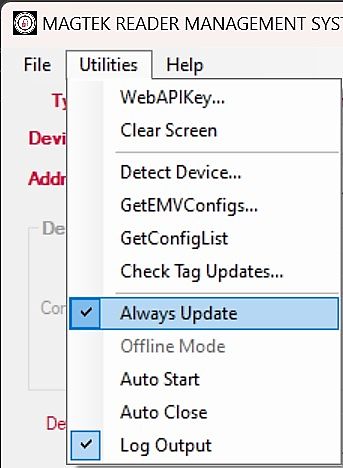 MAGTEK READER MANAGEMENT SYS
File Utilities Help
WebAPIKey...
Clear Screen
Detect Device...
GetEMVConfigs...
GetConfigList
Check Tag Updates...
Always Update
Offline Mode
Auto Start
Auto Close
Log Output
Ty
Devi
Addr
De
Con
De